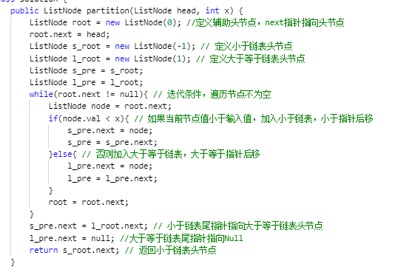 public ListNode partition(ListNode head, int x) {
ListNode root = new ListNode(0); //定义辅助头节点，next指针指向头节点
root.next = head;
ListNode s_root = new ListNode(-1); // 定义小于链表头节点
ListNode l_root = new ListNode(1); // 定义大于等于链表头节点
ListNode s_pre = s_root;
ListNode l_pre = l_root;
while(root.next != null){ // 迭代条件，遍历节点不为空
ListNode node = root.next;
if(node.val < x){ // 如果当前节点值小于输入值，加入小于链表，小于指针后移
s_pre.next = node;
s_pre = s_pre.next;
}else{ // 否则加入大于等于链表，大于等于指针后移
l_pre.next = node;
l_pre = l_pre.next;
}
root = root.next;
}
s_pre.next = l_root.next; // 小于链表尾指针指向大于等于链表头节点
l_pre.next = null; //大于等于链表尾指针指向Null
return s_root.next; // 返回小于链表头节点
}